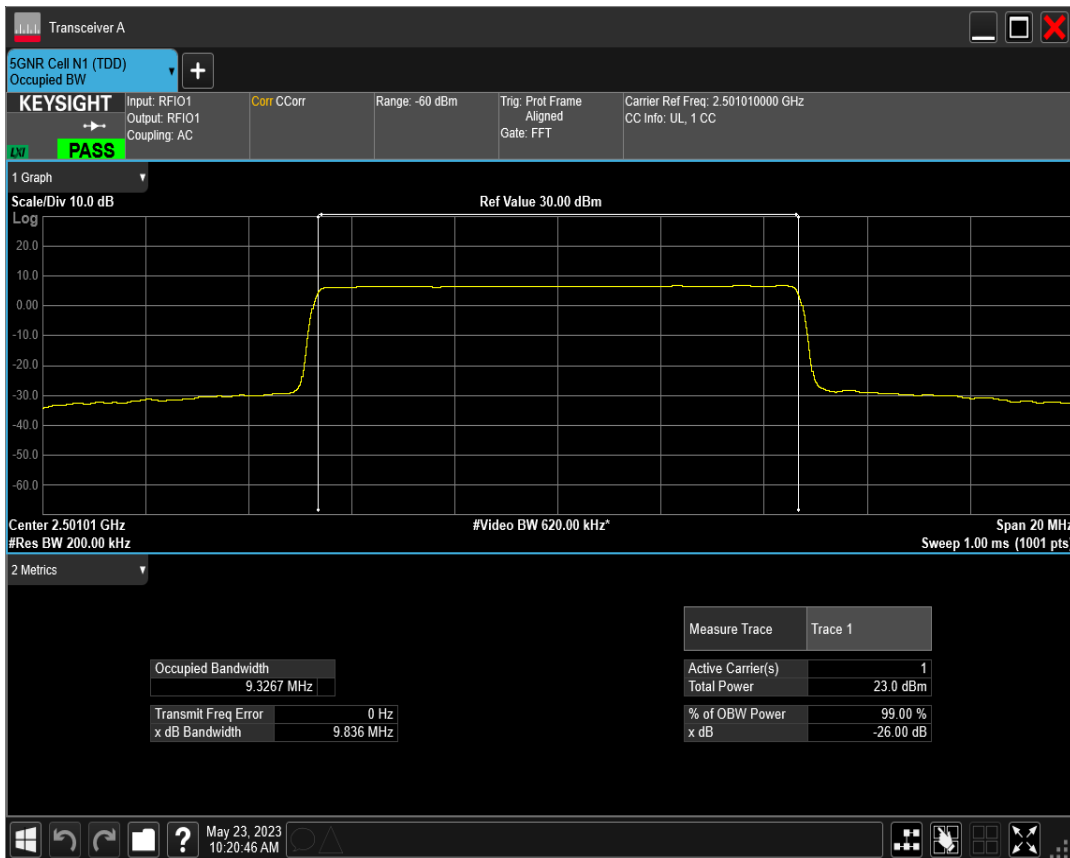 Transceiver A
5GNR Cell N1 (TDD)
Occupied BW
KEYSIGHT
Input: RFIO1
Output: RFIO1
Coupling: AC
Corr CCorr
Range: -60 dBm
Trig: Prot Frame
Aligned
Gate: FFT
Carrier Ref Freq: 2.501010000 GHz
CC Info: UL, 1 CC
LXI
PASS
1 Graph
Scale/Div 10.0 dB
Ref Value 30.00 dBm
Log
20.0
10.0
0.00
-10.0
-20.0
-30.0
-40.0
-50.0
-60.0
Center 2.50101 GHz
#Video BW 620.00 kHz*
Span 20 MHz
#Res BW 200.00 kHz
Sweep 1.00 ms (1001 pts)
2 Metrics
Measure Trace Trace 1
Occupied Bandwidth
9.3267 MHz
Active Carrier(s) 1
Total Power 23.0 dBm
Transmit Freq Error 0 Hz
x dB Bandwidth 9.836 MHz
% of OBW Power 99.00 %
x dB -26.00 dB
?
May 23, 2023
10:20:46 AM